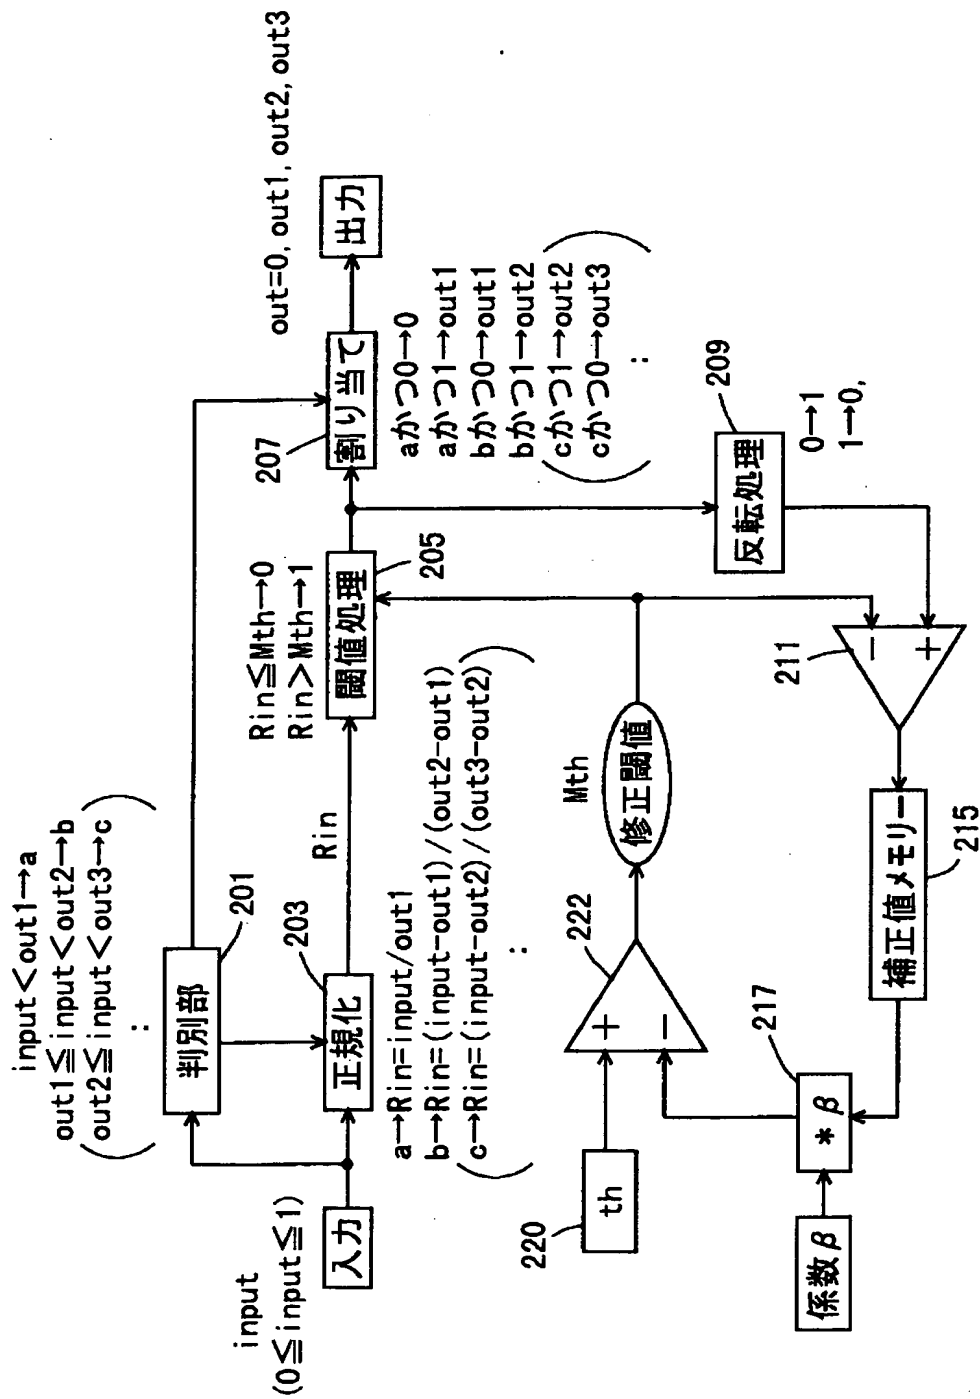 input
(0≦input≦1)
入力
input<out1→a
out1≦input<out2→b
out2≦input<out3→c
:
判別部
201
正規化
203
a→Rin=input/out1
b→Rin=(input-out1)/(out2-out1)
c→Rin=(input-out2)/(out3-out2)
:
Rin
Rin≦Mth→0
Rin>Mth→1
閾値処理
205
割り当て
207
out=0, out1, out2, out3
出力
aかつ0→0
aかつ1→out1
bかつ0→out1
bかつ1→out2
cかつ1→out2
cかつ0→out3
:
反転処理
209
0→1
1→0,
th
220
+
−
222
Mth
修正閾値
−
+
211
補正値メモリー
215
*β
217
係数β